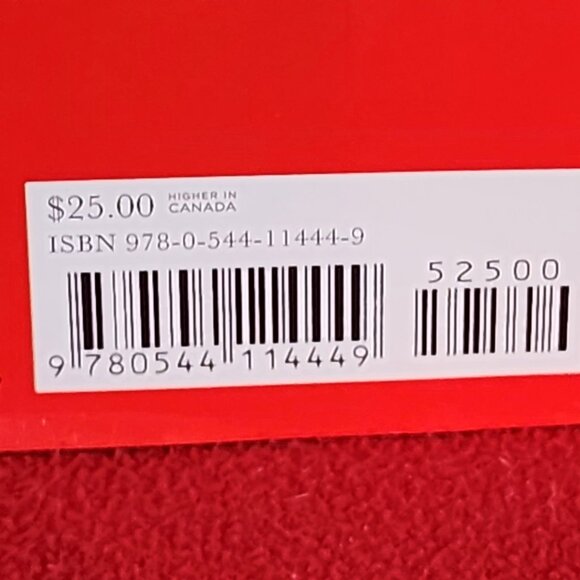 $25.00 HIGHER IN
CANADA
ISBN 978-0-544-11444-9
52500
9 780544 114449